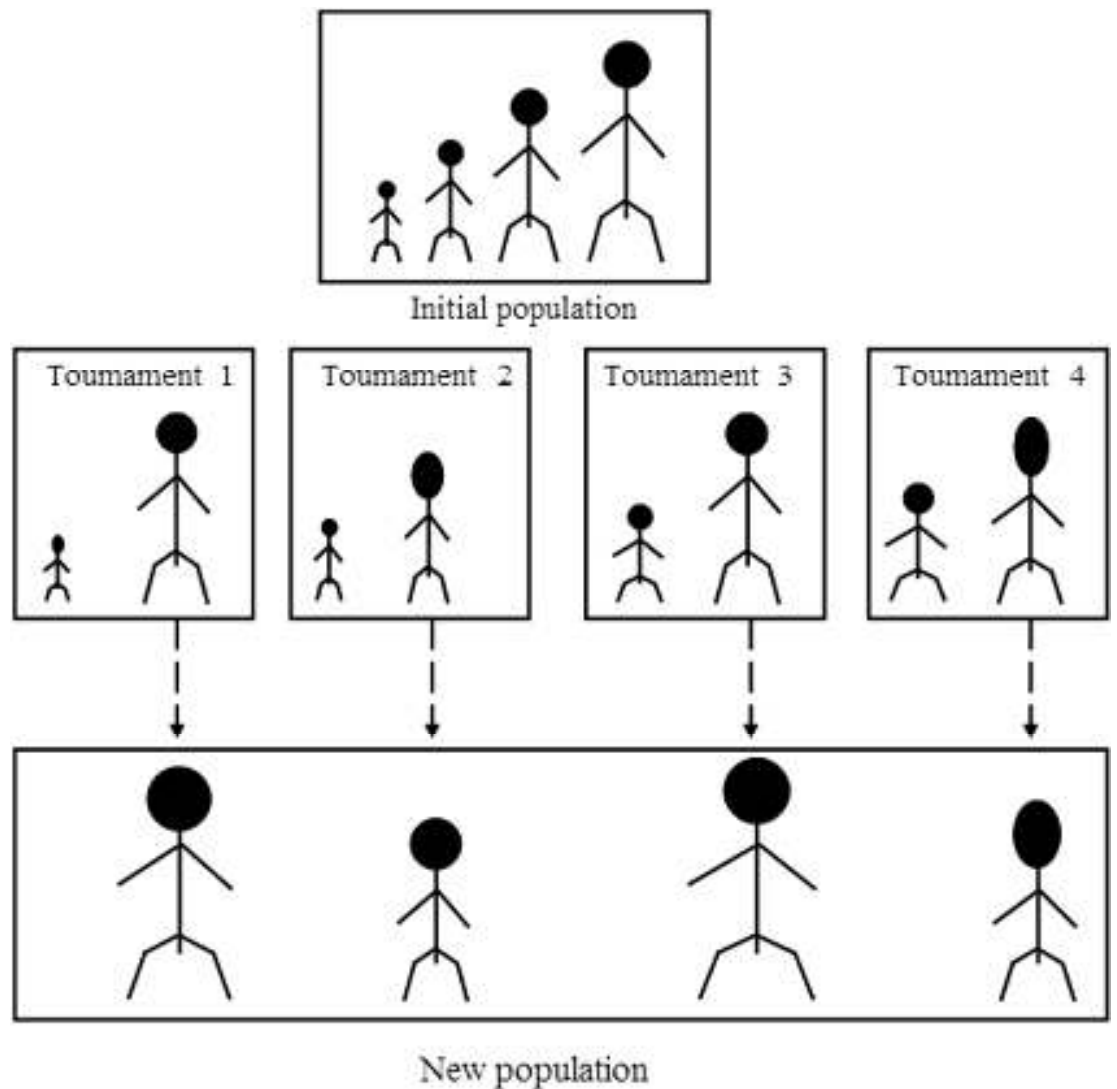 Initial population
Toumament 1
Toumament 2
Toumament 3
Toumament 4
New population